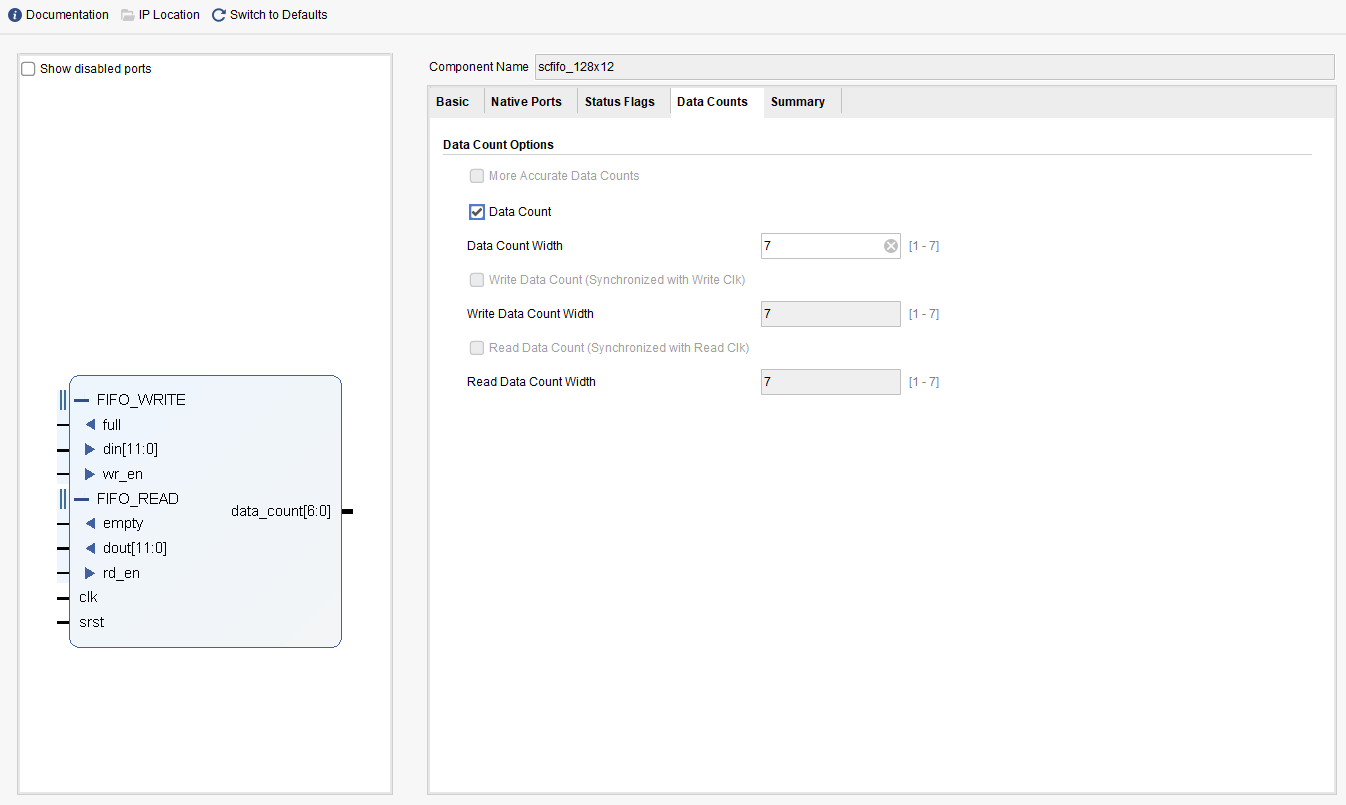 Documentation IP Location Switch to Defaults
Show disabled ports
FIFO_WRITE
full
din[11:0]
wr_en
FIFO_READ
empty
dout[11:0]
rd_en
clk
srst
data_count[6:0]
Component Name scfifo_128x12
Basic Native Ports Status Flags Data Counts Summary
Data Count Options
More Accurate Data Counts
Data Count
Data Count Width 7 [1 - 7]
Write Data Count (Synchronized with Write Clk)
Write Data Count Width 7 [1 - 7]
Read Data Count (Synchronized with Read Clk)
Read Data Count Width 7 [1 - 7]